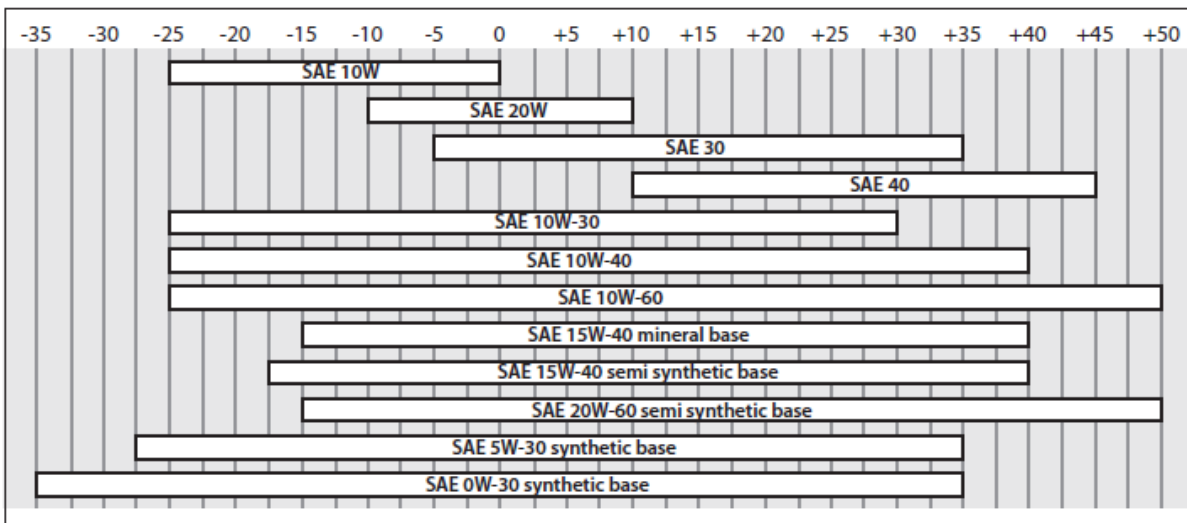 -35 -30 -25 -20 -15 -10 -5 0 +5 +10 +15 +20 +25 +30 +35 +40 +45 +50
SAE 10W
SAE 20W
SAE 30
SAE 40
SAE 10W-30
SAE 10W-40
SAE 10W-60
SAE 15W-40 mineral base
SAE 15W-40 semi synthetic base
SAE 20W-60 semi synthetic base
SAE 5W-30 synthetic base
SAE 0W-30 synthetic base